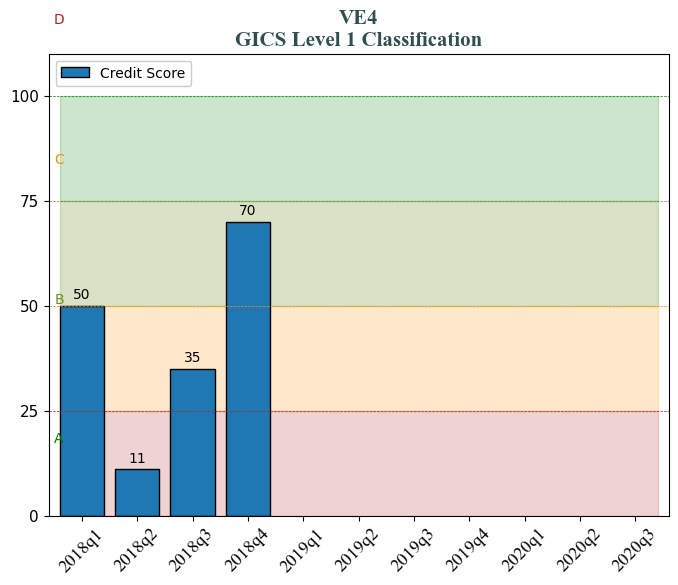 D
VE4
GICS Level 1 Classification
Credit Score
100
C
75
70
B
50
50
35
25
A
11
0
2018q1
2018q2
2018q3
2018q4
2019q1
2019q2
2019q3
2019q4
2020q1
2020q2
2020q3